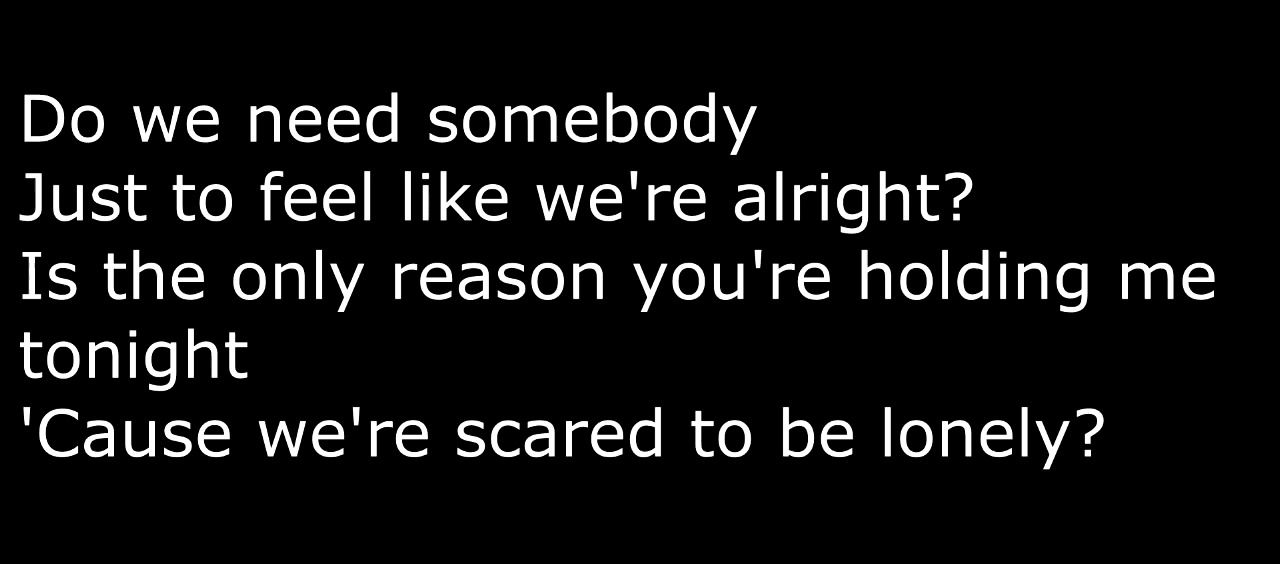 Do we need somebody
Just to feel like we're alright?
Is the only reason you're holding me
tonight
'Cause we're scared to be lonely?